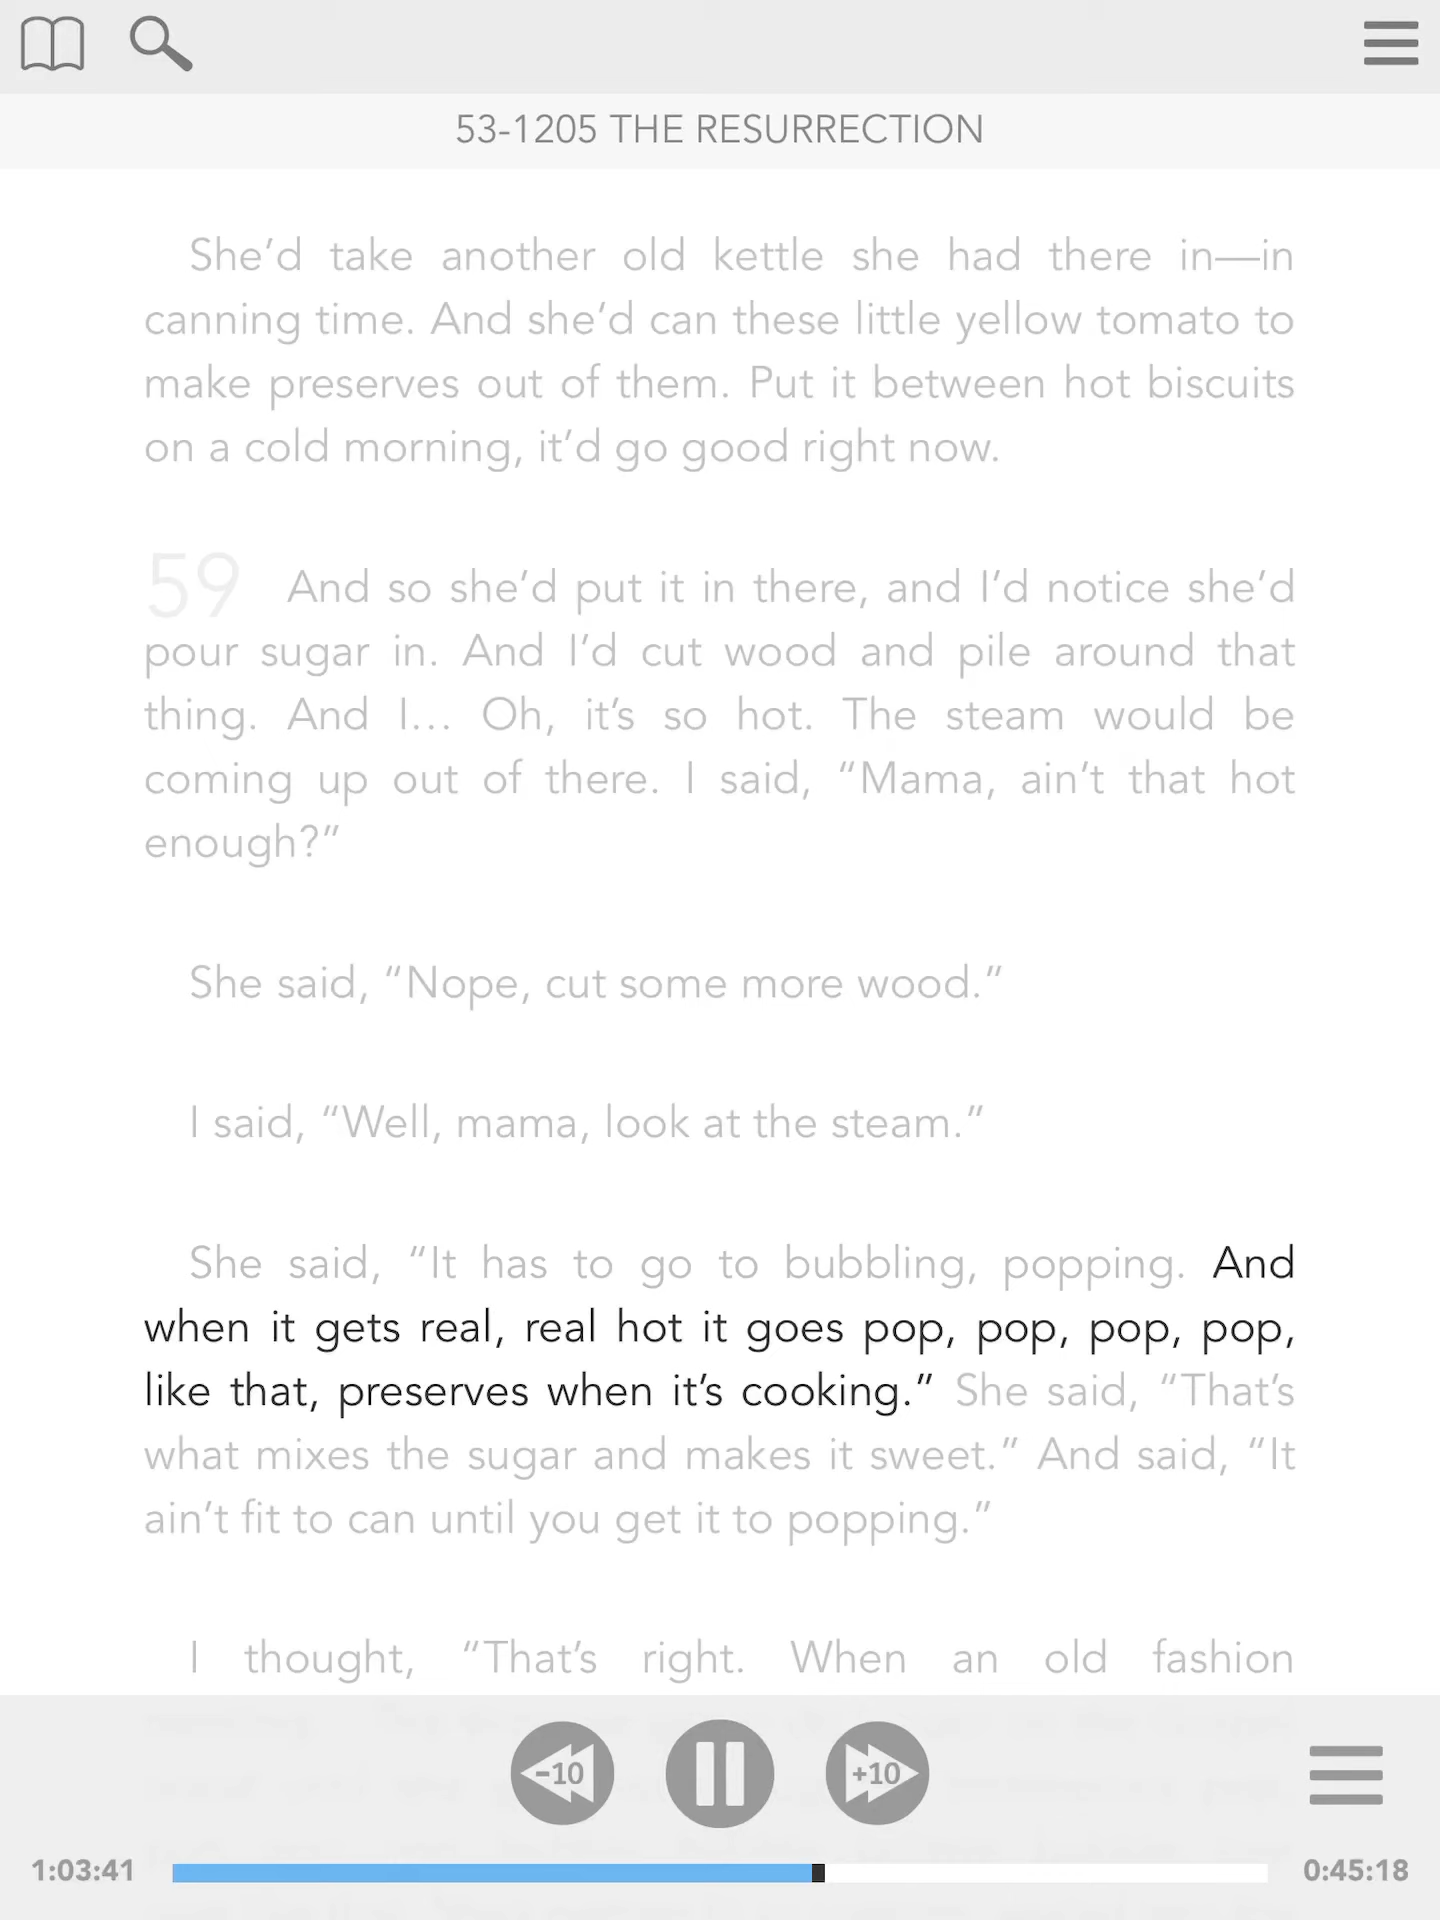 53-1205 THE RESURRECTION
She’d take another old kettle she had there in—in
canning time. And she’d can these little yellow tomato to
make preserves out of them. Put it between hot biscuits
on a cold morning, it’d go good right now.
59 And so she’d put it in there, and I’d notice she’d
pour sugar in. And I’d cut wood and pile around that
thing. And I… Oh, it’s so hot. The steam would be
coming up out of there. I said, “Mama, ain’t that hot
enough?”
She said, “Nope, cut some more wood.”
I said, “Well, mama, look at the steam.”
She said, “It has to go to bubbling, popping. And
when it gets real, real hot it goes pop, pop, pop, pop,
like that, preserves when it’s cooking.” She said, “That’s
what mixes the sugar and makes it sweet.” And said, “It
ain’t fit to can until you get it to popping.”
I thought, “That’s right. When an old fashion
-10 +10
1:03:41 0:45:18